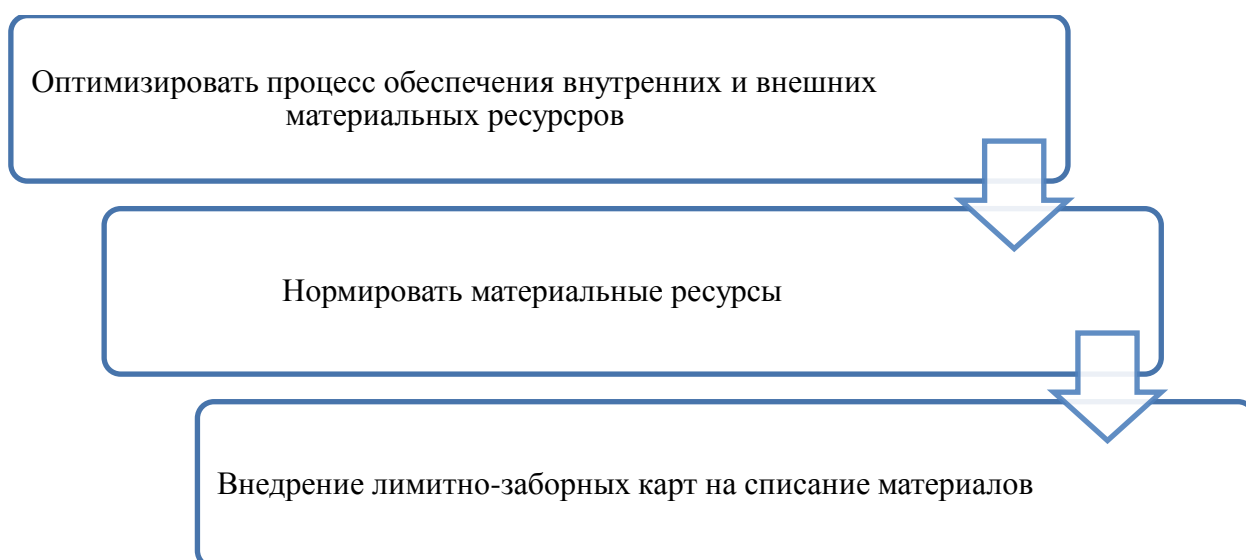 Оптимизировать процесс обеспечения внутренних и внешних
материальных ресурсров
Нормировать материальные ресурсы
Внедрение лимитно-заборных карт на списание материалов